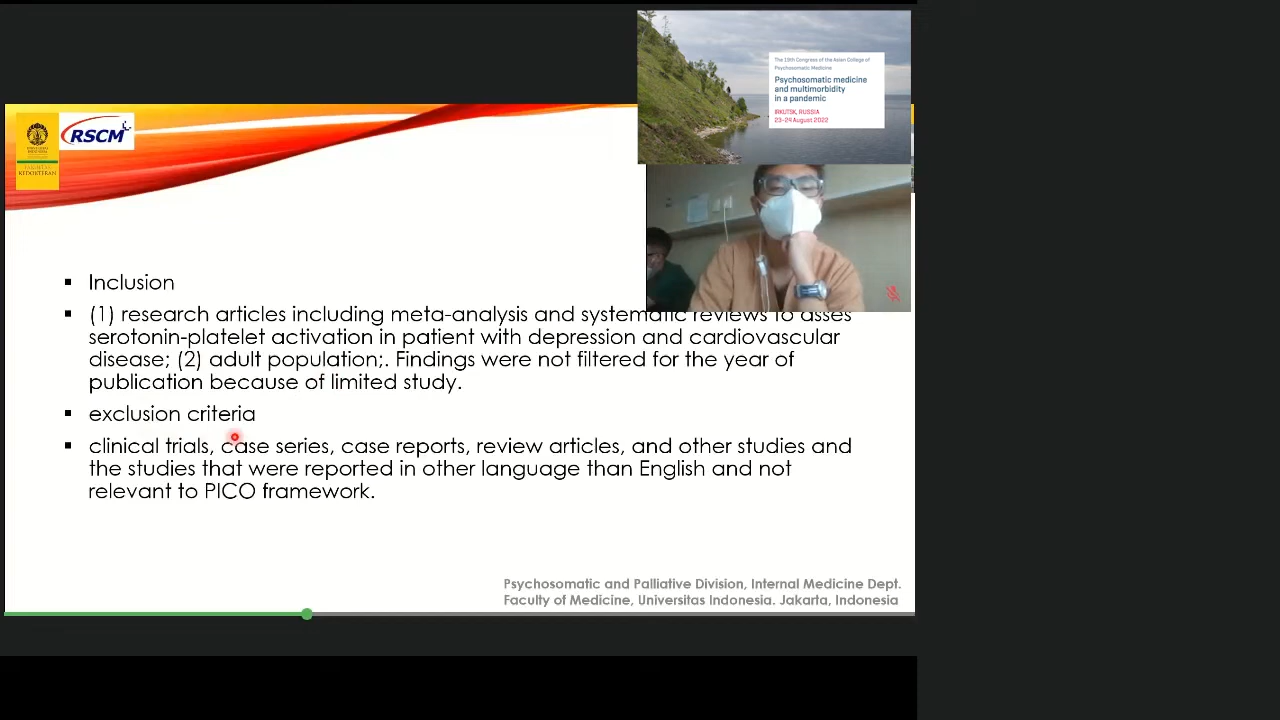 The 19th Congress of the Asian College of
Psychosomatic Medicine
Psychosomatic medicine
and multimorbidity
in a pandemic
IRKUTSK, RUSSIA
23-24 August 2022
UNIVERSITAS
INDONESIA
FAKULTAS
KEDOKTERAN
RSCM
Inclusion
(1) research articles including meta-analysis and systematic reviews to asses
serotonin-platelet activation in patient with depression and cardiovascular
disease; (2) adult population;. Findings were not filtered for the year of
publication because of limited study.
exclusion criteria
clinical trials, case series, case reports, review articles, and other studies and
the studies that were reported in other language than English and not
relevant to PICO framework.
Psychosomatic and Palliative Division, Internal Medicine Dept.
Faculty of Medicine, Universitas Indonesia. Jakarta, Indonesia